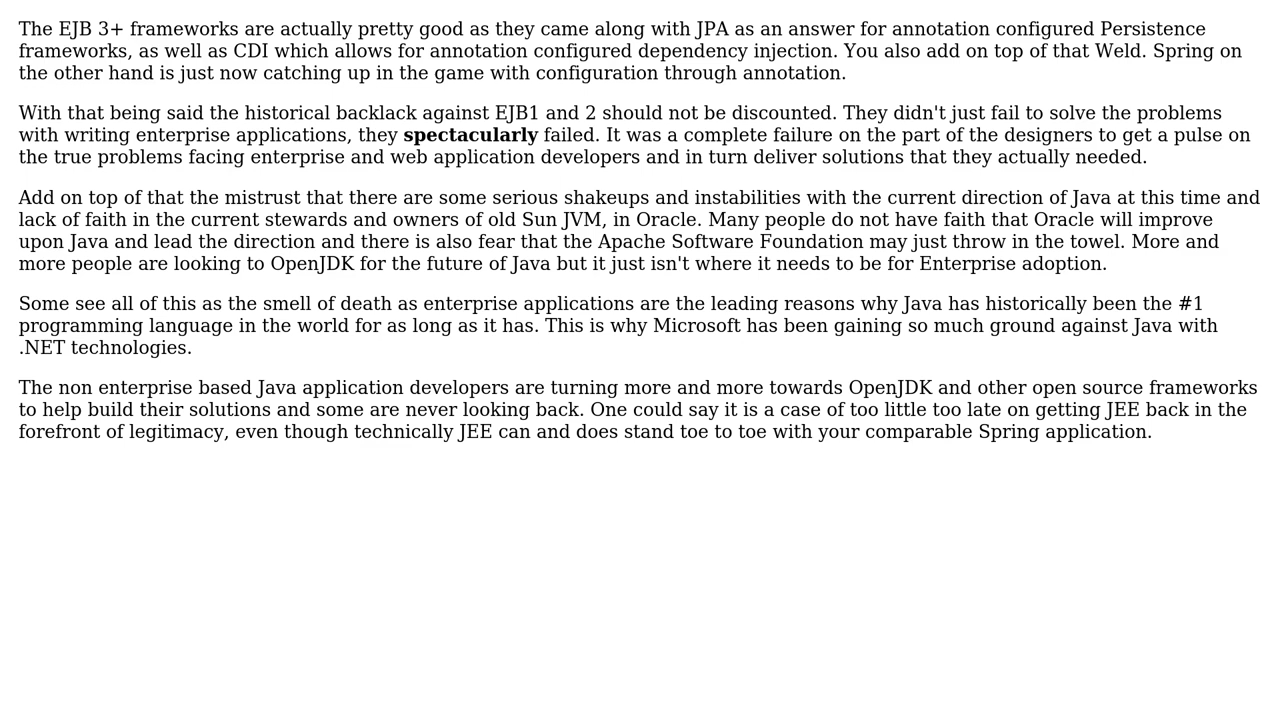 The EJB 3+ frameworks are actually pretty good as they came along with JPA as an answer for annotation configured Persistence
frameworks, as well as CDI which allows for annotation configured dependency injection. You also add on top of that Weld. Spring on
the other hand is just now catching up in the game with configuration through annotation.
With that being said the historical backlack against EJB1 and 2 should not be discounted. They didn't just fail to solve the problems
with writing enterprise applications, they spectacularly failed. It was a complete failure on the part of the designers to get a pulse on
the true problems facing enterprise and web application developers and in turn deliver solutions that they actually needed.
Add on top of that the mistrust that there are some serious shakeups and instabilities with the current direction of Java at this time and
lack of faith in the current stewards and owners of old Sun JVM, in Oracle. Many people do not have faith that Oracle will improve
upon Java and lead the direction and there is also fear that the Apache Software Foundation may just throw in the towel. More and
more people are looking to OpenJDK for the future of Java but it just isn't where it needs to be for Enterprise adoption.
Some see all of this as the smell of death as enterprise applications are the leading reasons why Java has historically been the #1
programming language in the world for as long as it has. This is why Microsoft has been gaining so much ground against Java with
.NET technologies.
The non enterprise based Java application developers are turning more and more towards OpenJDK and other open source frameworks
to help build their solutions and some are never looking back. One could say it is a case of too little too late on getting JEE back in the
forefront of legitimacy, even though technically JEE can and does stand toe to toe with your comparable Spring application.